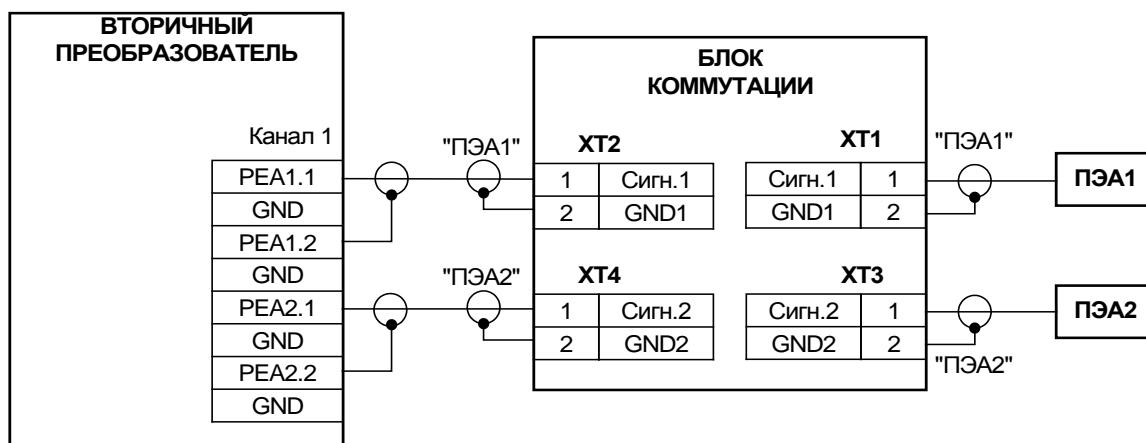 ВТОРИЧНЫЙ
ПРЕОБРАЗОВАТЕЛЬ
Канал 1
PEA1.1
GND
PEA1.2
GND
PEA2.1
GND
PEA2.2
GND
"ПЭА1"
"ПЭА2"
БЛОК
КОММУТАЦИИ
XT2
1 Сигн.1
2 GND1
XT1
Сигн.1 1
GND1 2
XT4
1 Сигн.2
2 GND2
XT3
Сигн.2 1
GND2 2
"ПЭА1"
ПЭА1
ПЭА2
"ПЭА2"